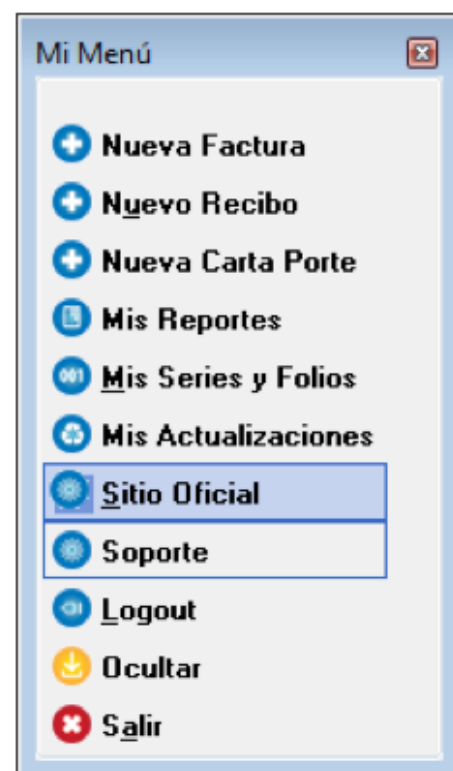 Mi Menú
Nueva Factura
Nuevo Recibo
Nueva Carta Porte
Mis Reportes
001 Mis Series y Folios
Mis Actualizaciones
Sitio Oficial
Soporte
Logout
Ocultar
Salir